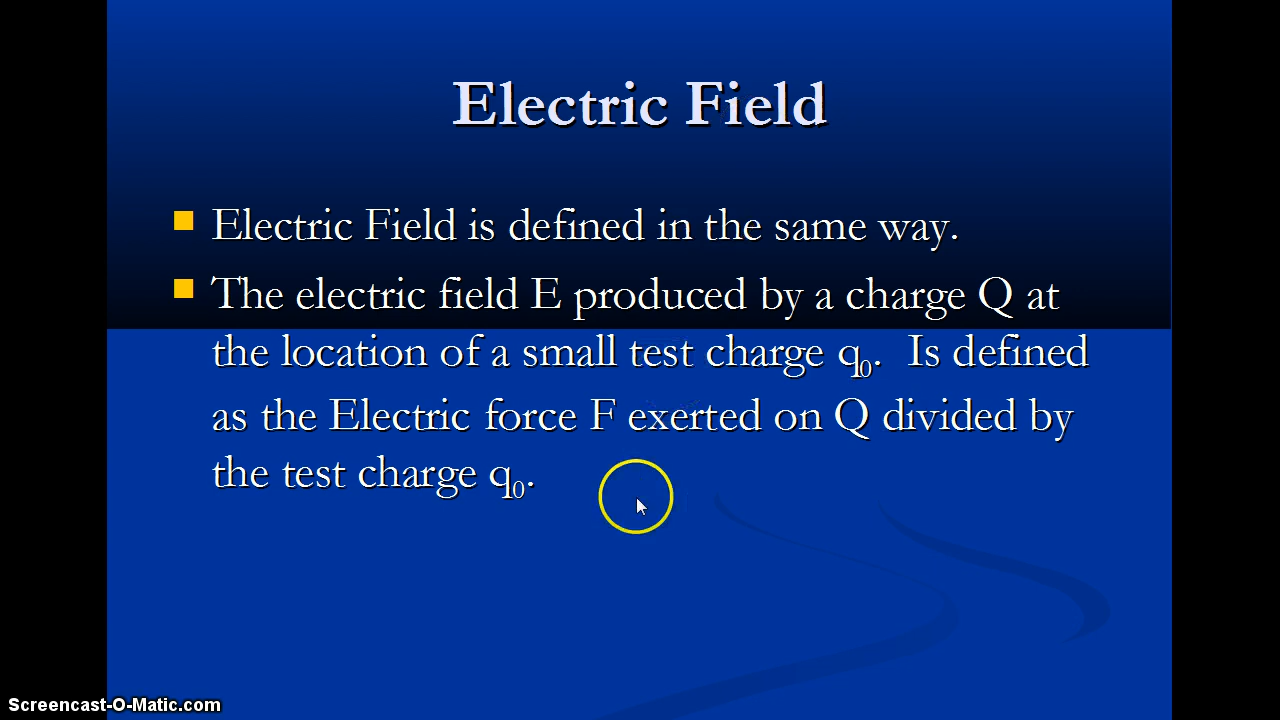 Electric Field
Electric Field is defined in the same way.
The electric field E produced by a charge Q at
the location of a small test charge q₀.  Is defined
as the Electric force F exerted on Q divided by
the test charge q₀.
Screencast-O-Matic.com